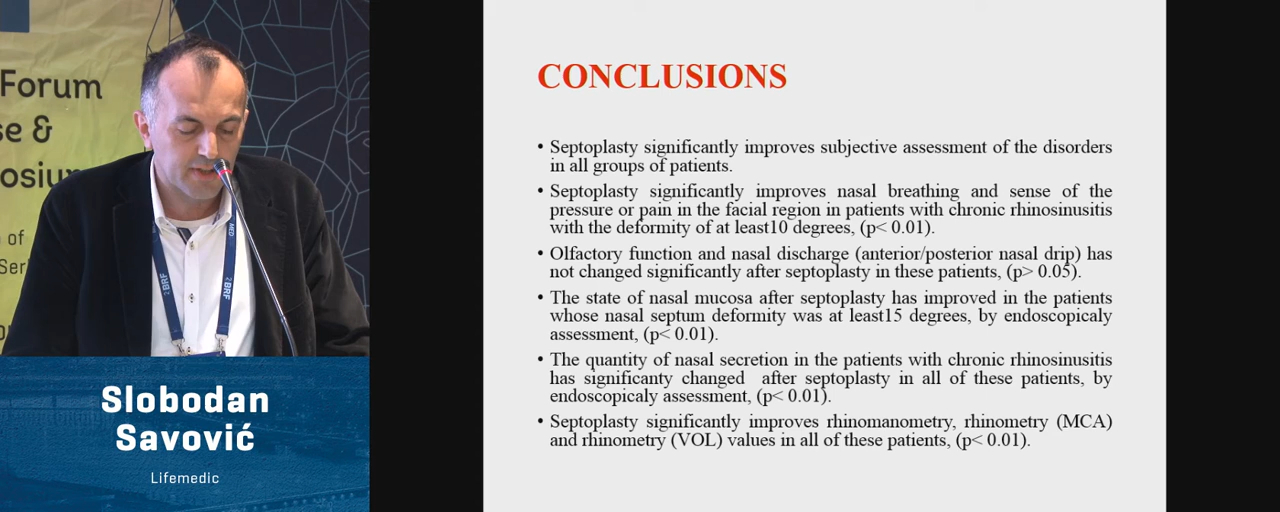 Forum
se &
osium
n of
Ser
MED
2 BRF
2 BRF
Slobodan
Savović
Lifemedic
CONCLUSIONS
• Septoplasty significantly improves subjective assessment of the disorders
in all groups of patients.
• Septoplasty significantly improves nasal breathing and sense of the
pressure or pain in the facial region in patients with chronic rhinosinusitis
with the deformity of at least10 degrees, (p< 0.01).
• Olfactory function and nasal discharge (anterior/posterior nasal drip) has
not changed significantly after septoplasty in these patients, (p> 0.05).
• The state of nasal mucosa after septoplasty has improved in the patients
whose nasal septum deformity was at least15 degrees, by endoscopicaly
assessment, (p< 0.01).
• The quantity of nasal secretion in the patients with chronic rhinosinusitis
has significanty changed after septoplasty in all of these patients, by
endoscopicaly assessment, (p< 0.01).
• Septoplasty significantly improves rhinomanometry, rhinometry (MCA)
and rhinometry (VOL) values in all of these patients, (p< 0.01).